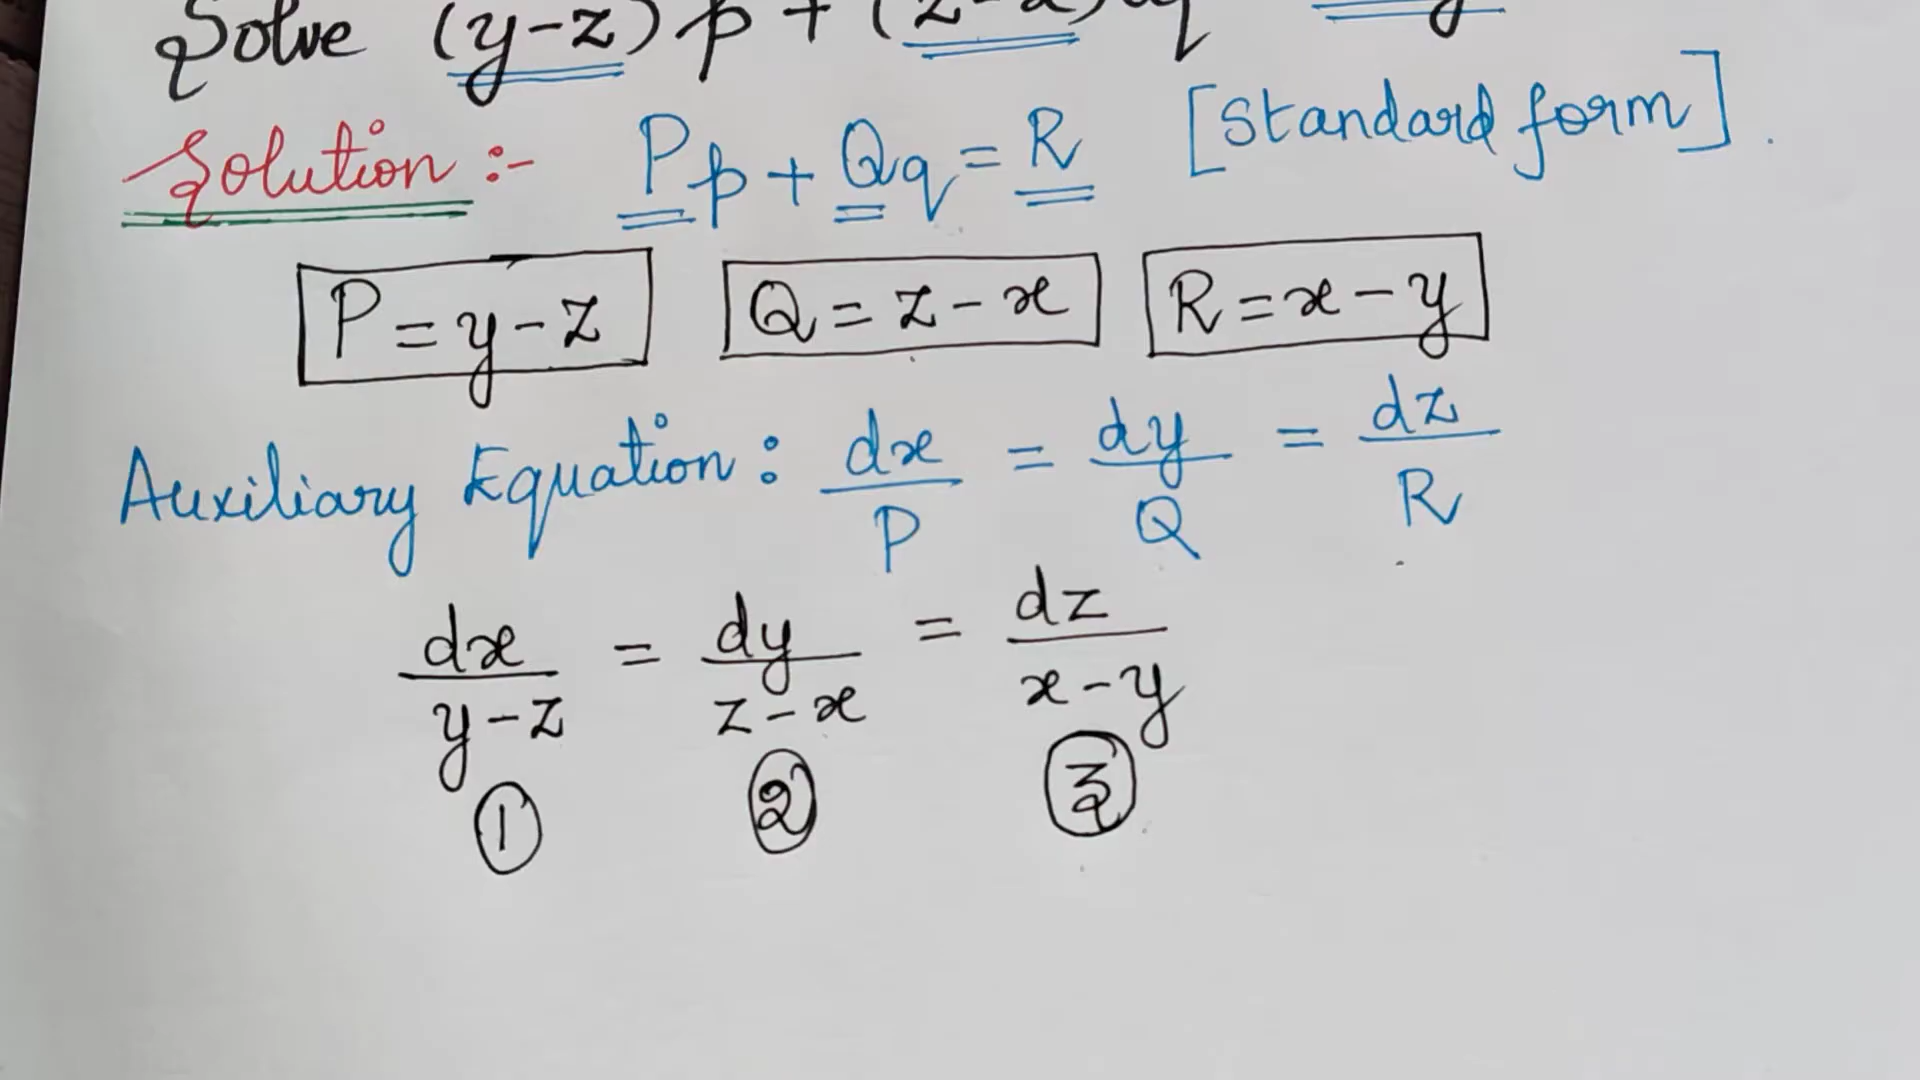 Solve (y-z) p + (z-x) q
Solution :- Pp + Qq = R [Standard form].
P = y - z Q = z - x R = x - y
Auxiliary Equation : dx/P = dy/Q = dz/R
dx/(y-z) = dy/(z-x) = dz/(x-y)
① ② ③